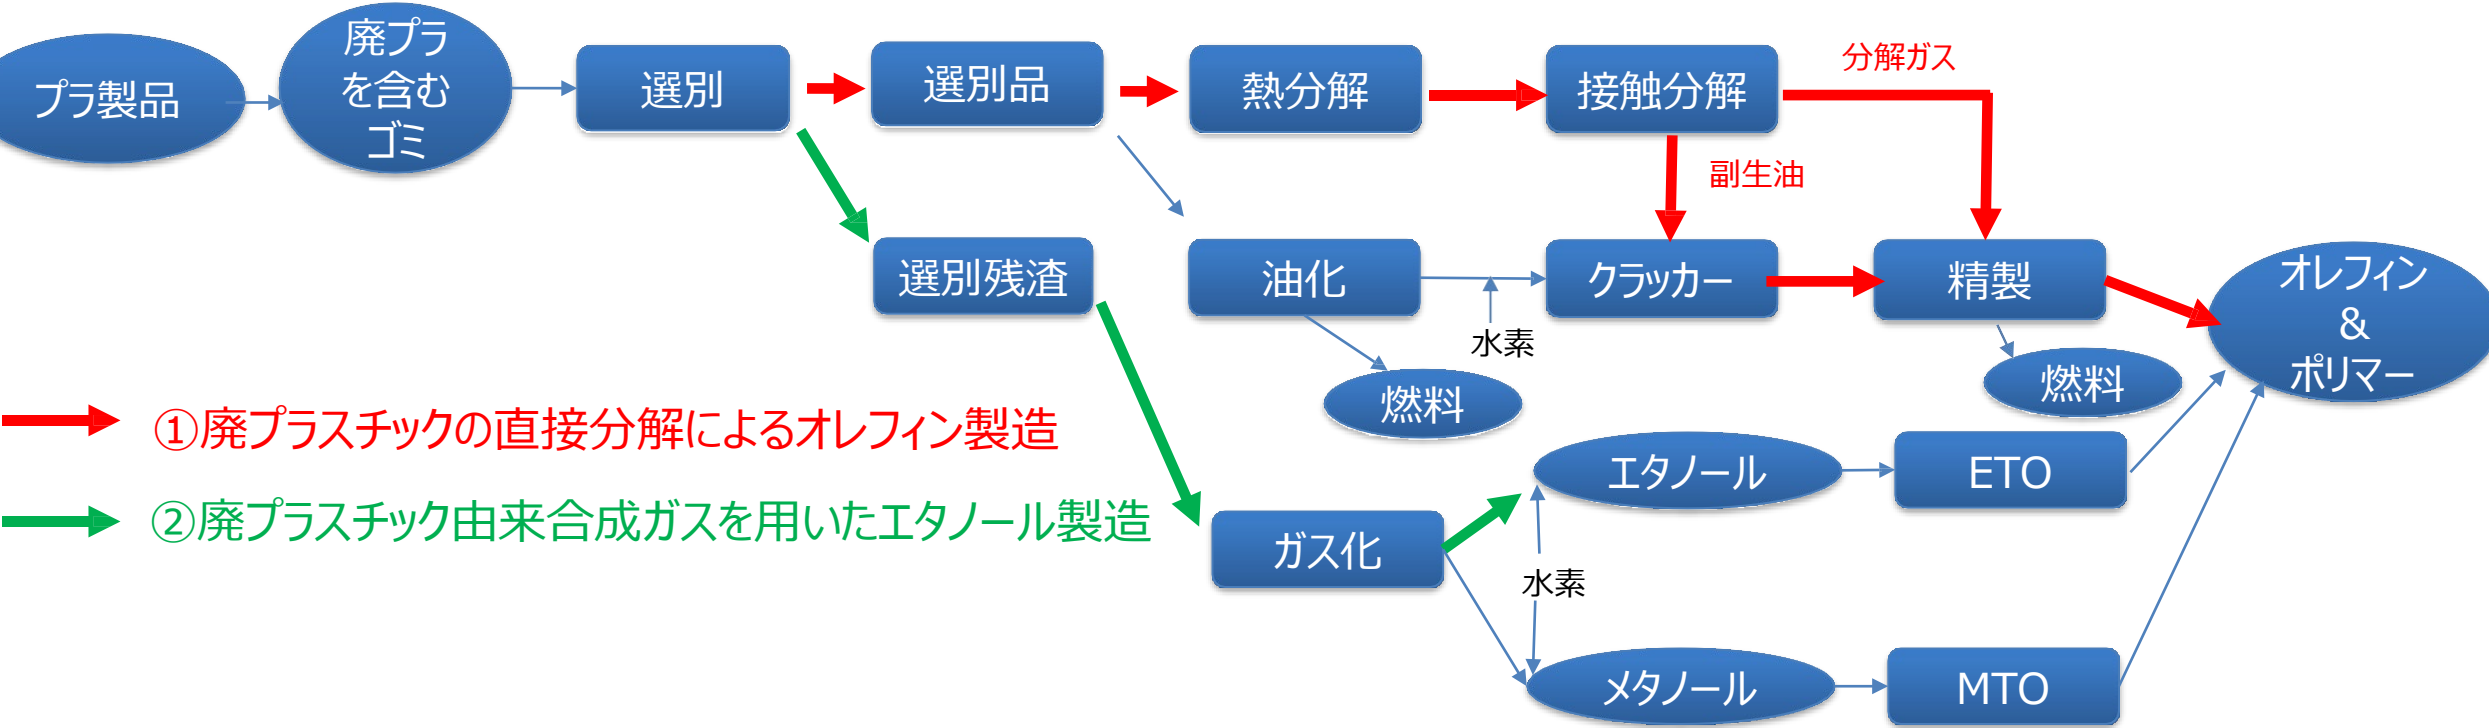 プラ製品
廃プラ
を含む
ゴミ
選別
選別品
熱分解
接触分解
分解ガス
副生油
選別残渣
油化
クラッカー
精製
オレフィン
&
ポリマー
水素
燃料
燃料
①廃プラスチックの直接分解によるオレフィン製造
エタノール
ETO
②廃プラスチック由来合成ガスを用いたエタノール製造
ガス化
水素
メタノール
MTO